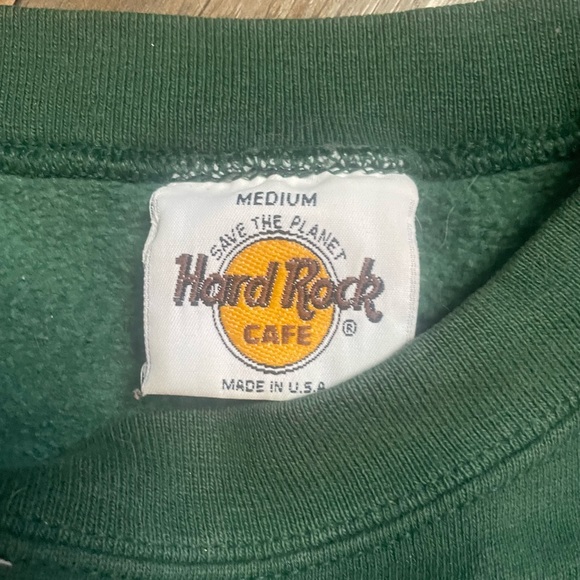 MEDIUM
SAVE THE PLANET
Hard Rock
CAFE ®
MADE IN U.S.A